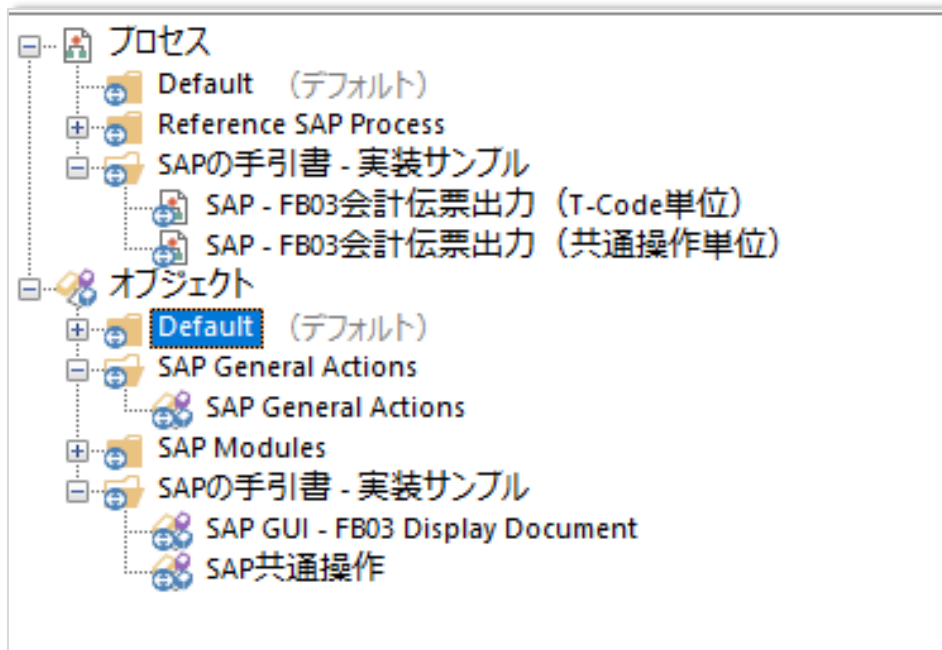 プロセス
Default （デフォルト）
Reference SAP Process
SAPの手引書 - 実装サンプル
SAP - FB03会計伝票出力（T-Code単位）
SAP - FB03会計伝票出力（共通操作単位）
オブジェクト
Default （デフォルト）
SAP General Actions
SAP General Actions
SAP Modules
SAPの手引書 - 実装サンプル
SAP GUI - FB03 Display Document
SAP共通操作